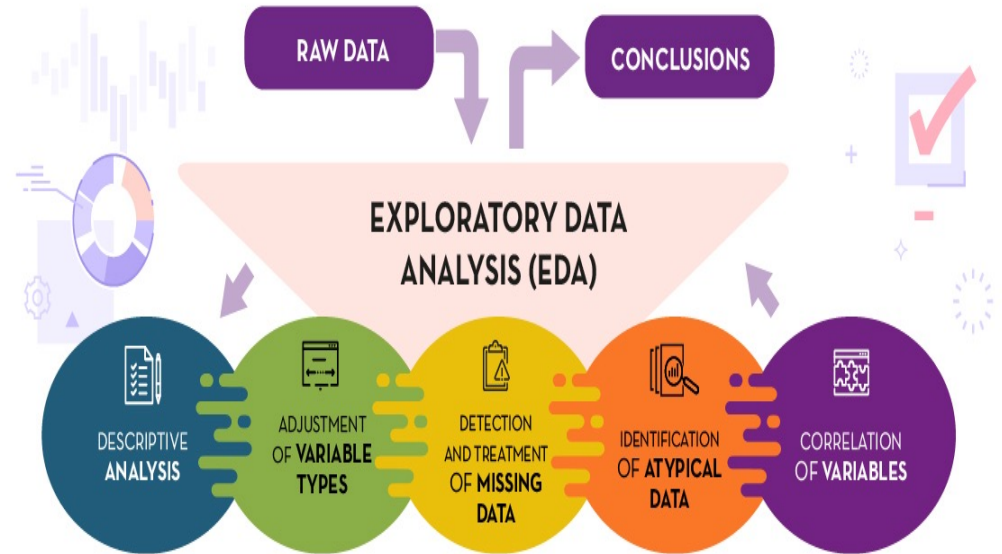 RAW DATA
CONCLUSIONS
EXPLORATORY DATA
ANALYSIS (EDA)
DESCRIPTIVE
ANALYSIS
ADJUSTMENT
OF VARIABLE
TYPES
DETECTION
AND TREATMENT
OF MISSING
DATA
IDENTIFICATION
OF ATYPICAL
DATA
CORRELATION
OF VARIABLES